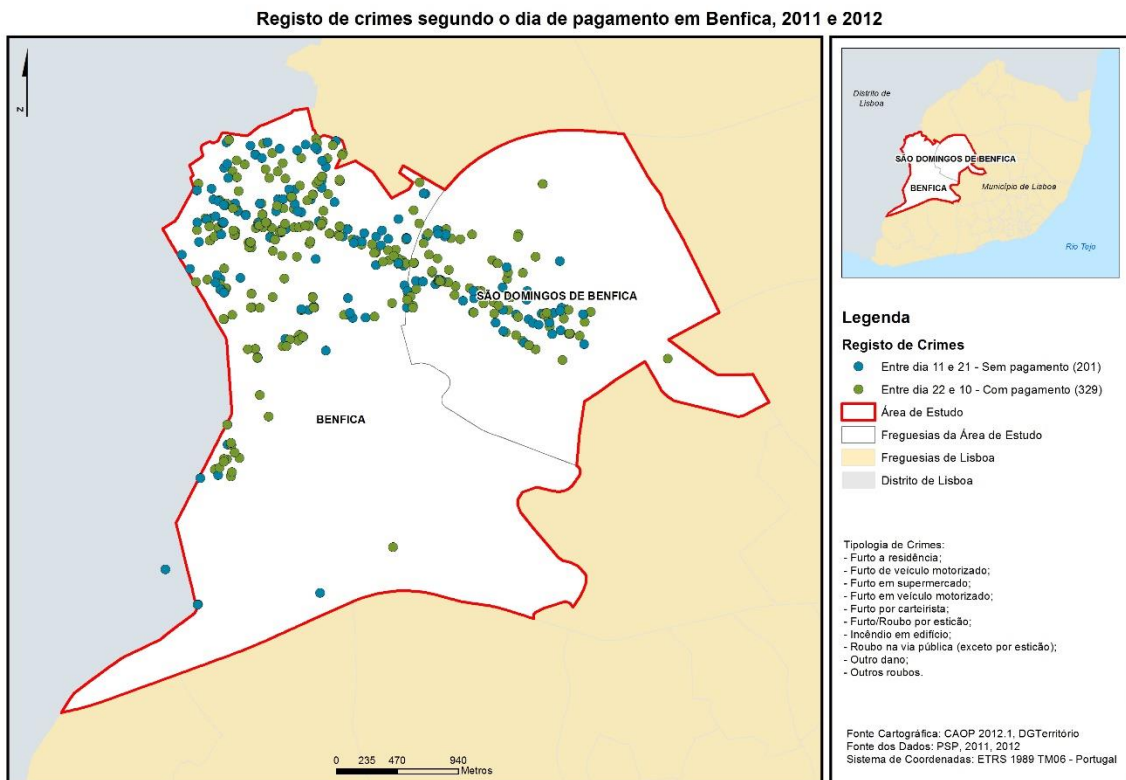 Registo de crimes segundo o dia de pagamento em Benfica, 2011 e 2012
N
SÃO DOMINGOS DE BENFICA
BENFICA
0 235 470 940
Metros
Distrito de
Lisboa
SÃO DOMINGOS DE BENFICA
Município de Lisboa
BENFICA
Rio Tejo
Legenda
Registo de Crimes
Entre dia 11 e 21 - Sem pagamento (201)
Entre dia 22 e 10 - Com pagamento (329)
Área de Estudo
Freguesias da Área de Estudo
Freguesias de Lisboa
Distrito de Lisboa
Tipologia de Crimes:
- Furto a residência;
- Furto de veículo motorizado;
- Furto em supermercado;
- Furto em veículo motorizado;
- Furto por carteirista;
- Furto/Roubo por esticão;
- Incêndio em edifício;
- Roubo na via pública (exceto por esticão);
- Outro dano;
- Outros roubos.
Fonte Cartográfica: CAOP 2012.1, DGTerritório
Fonte dos Dados: PSP, 2011, 2012
Sistema de Coordenadas: ETRS 1989 TM06 - Portugal